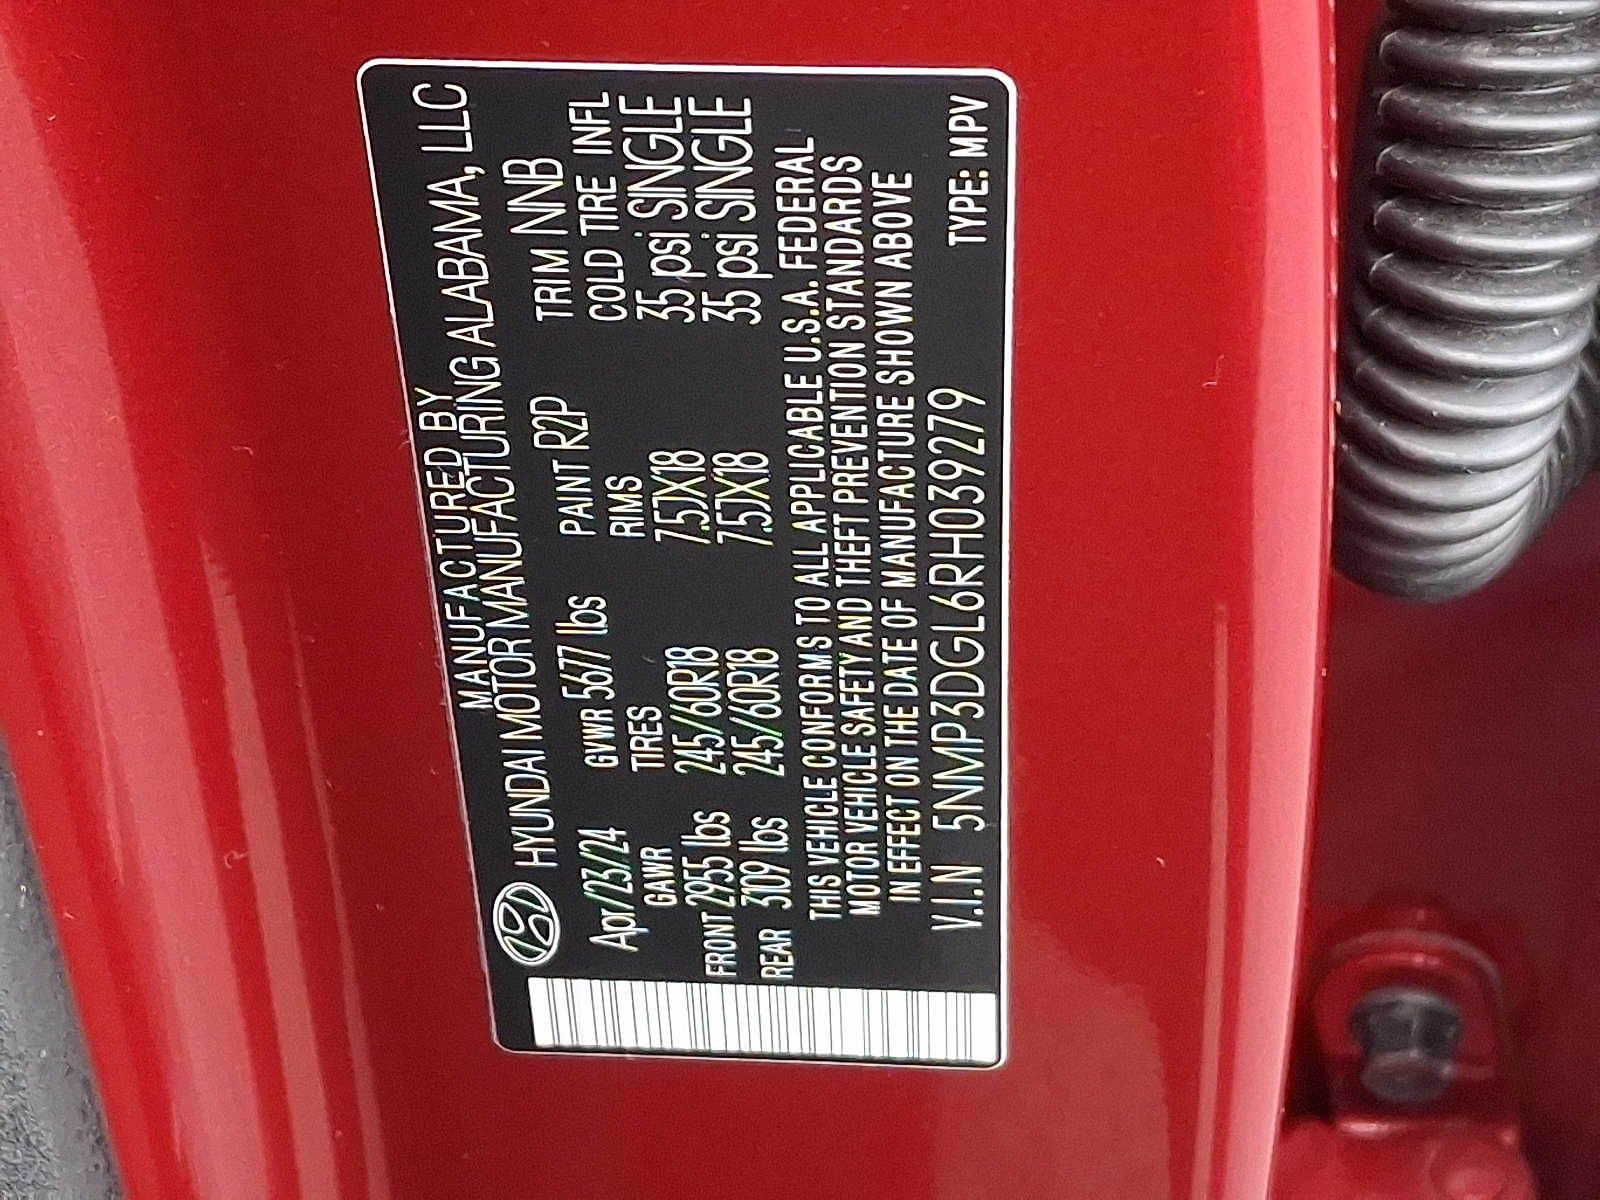 MANUFACTURED BY
HYUNDAI MOTOR MANUFACTURING ALABAMA, LLC
Apr/23/24 GVWR 5677 lbs PAINT R2P TRIM NNB
GAWR TIRES RIMS COLD TIRE INFL
FRONT 2955 lbs 245/60R18 7.5JX18 35 psi SINGLE
REAR 3109 lbs 245/60R18 7.5JX18 35 psi SINGLE
THIS VEHICLE CONFORMS TO ALL APPLICABLE U.S.A. FEDERAL
MOTOR VEHICLE SAFETY AND THEFT PREVENTION STANDARDS
IN EFFECT ON THE DATE OF MANUFACTURE SHOWN ABOVE
V.I.N 5NMP3DGL6RH039279 TYPE: MPV